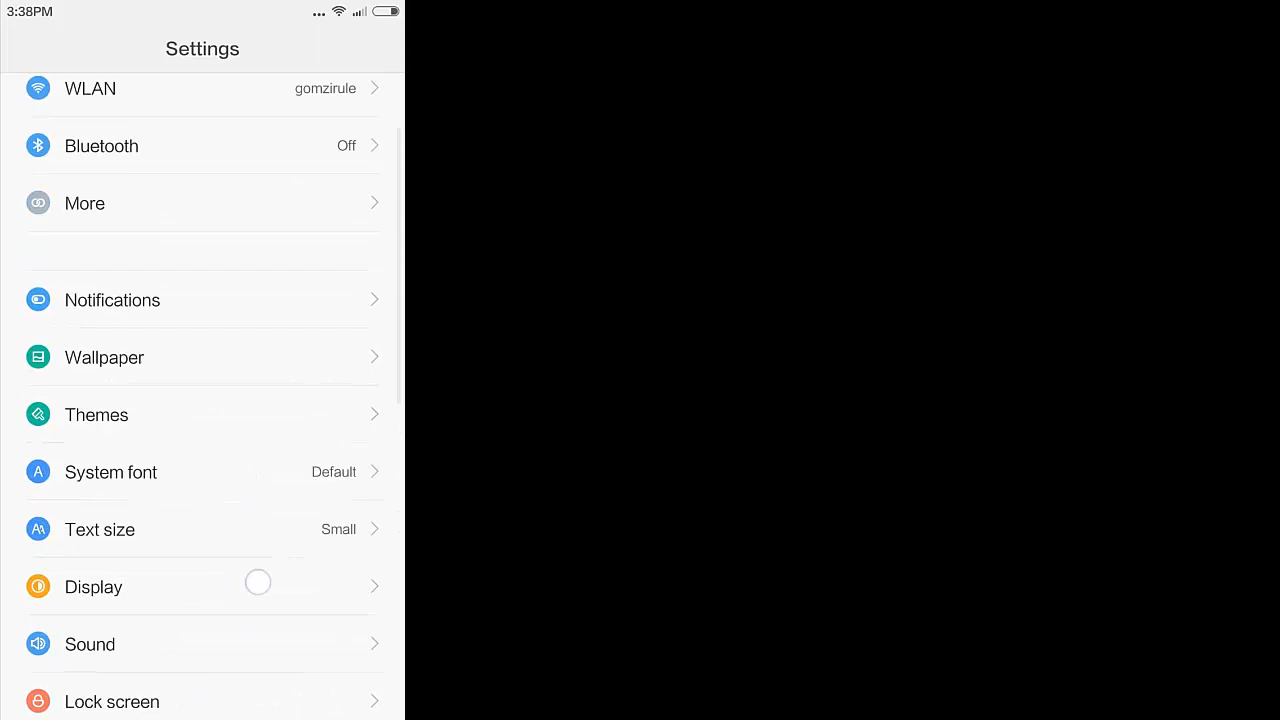 3:38PM
Settings
WLAN gomzirule
Bluetooth Off
More
Notifications
Wallpaper
Themes
System font Default
Text size Small
Display
Sound
Lock screen